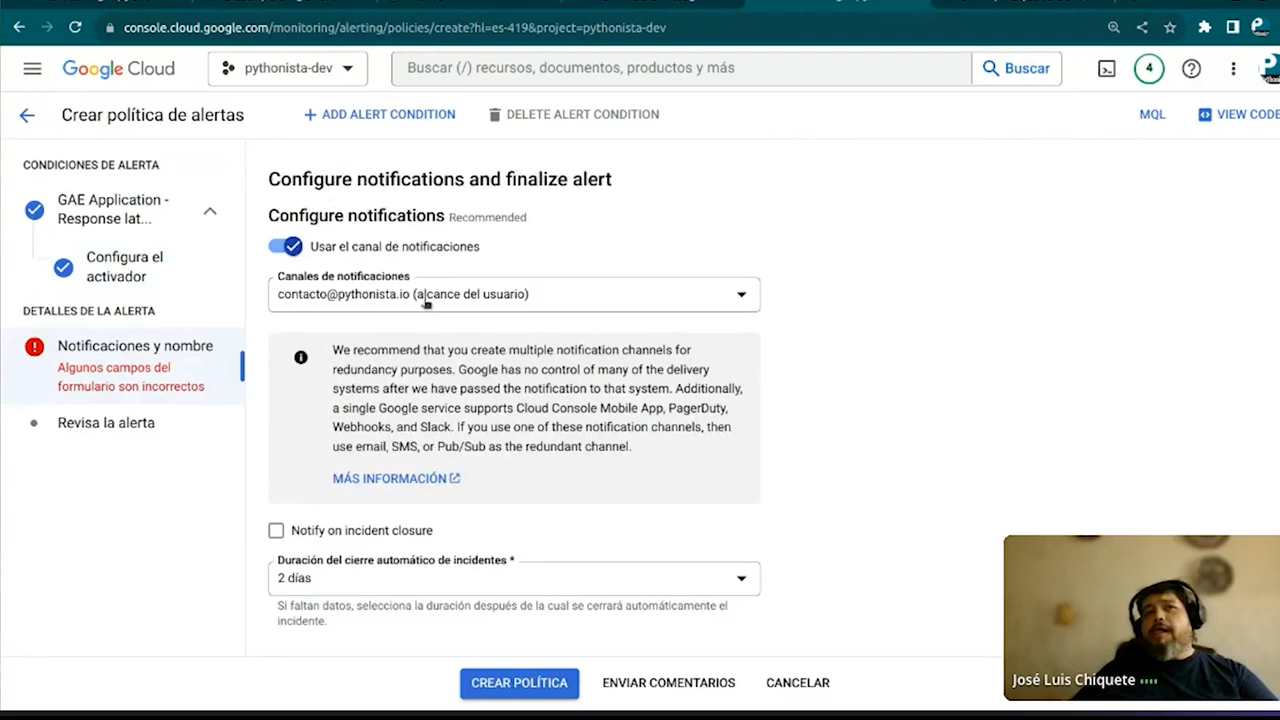 console.cloud.google.com/monitoring/alerting/policies/create?hl=es-419&project=pythonista-dev
Google Cloud
pythonista-dev
Buscar (/) recursos, documentos, productos y más
Buscar
4
Crear política de alertas
ADD ALERT CONDITION
DELETE ALERT CONDITION
MQL
VIEW CODE
CONDICIONES DE ALERTA
GAE Application -
Response lat...
Configura el
activador
DETALLES DE LA ALERTA
Notificaciones y nombre
Algunos campos del
formulario son incorrectos
Revisa la alerta
Configure notifications and finalize alert
Configure notifications Recommended
Usar el canal de notificaciones
Canales de notificaciones
contacto@pythonista.io (alcance del usuario)
We recommend that you create multiple notification channels for
redundancy purposes. Google has no control of many of the delivery
systems after we have passed the notification to that system. Additionally,
a single Google service supports Cloud Console Mobile App, PagerDuty,
Webhooks, and Slack. If you use one of these notification channels, then
use email, SMS, or Pub/Sub as the redundant channel.
MÁS INFORMACIÓN
Notify on incident closure
Duración del cierre automático de incidentes *
2 días
Si faltan datos, selecciona la duración después de la cual se cerrará automáticamente el
incidente.
CREAR POLÍTICA
ENVIAR COMENTARIOS
CANCELAR
José Luis Chiquete